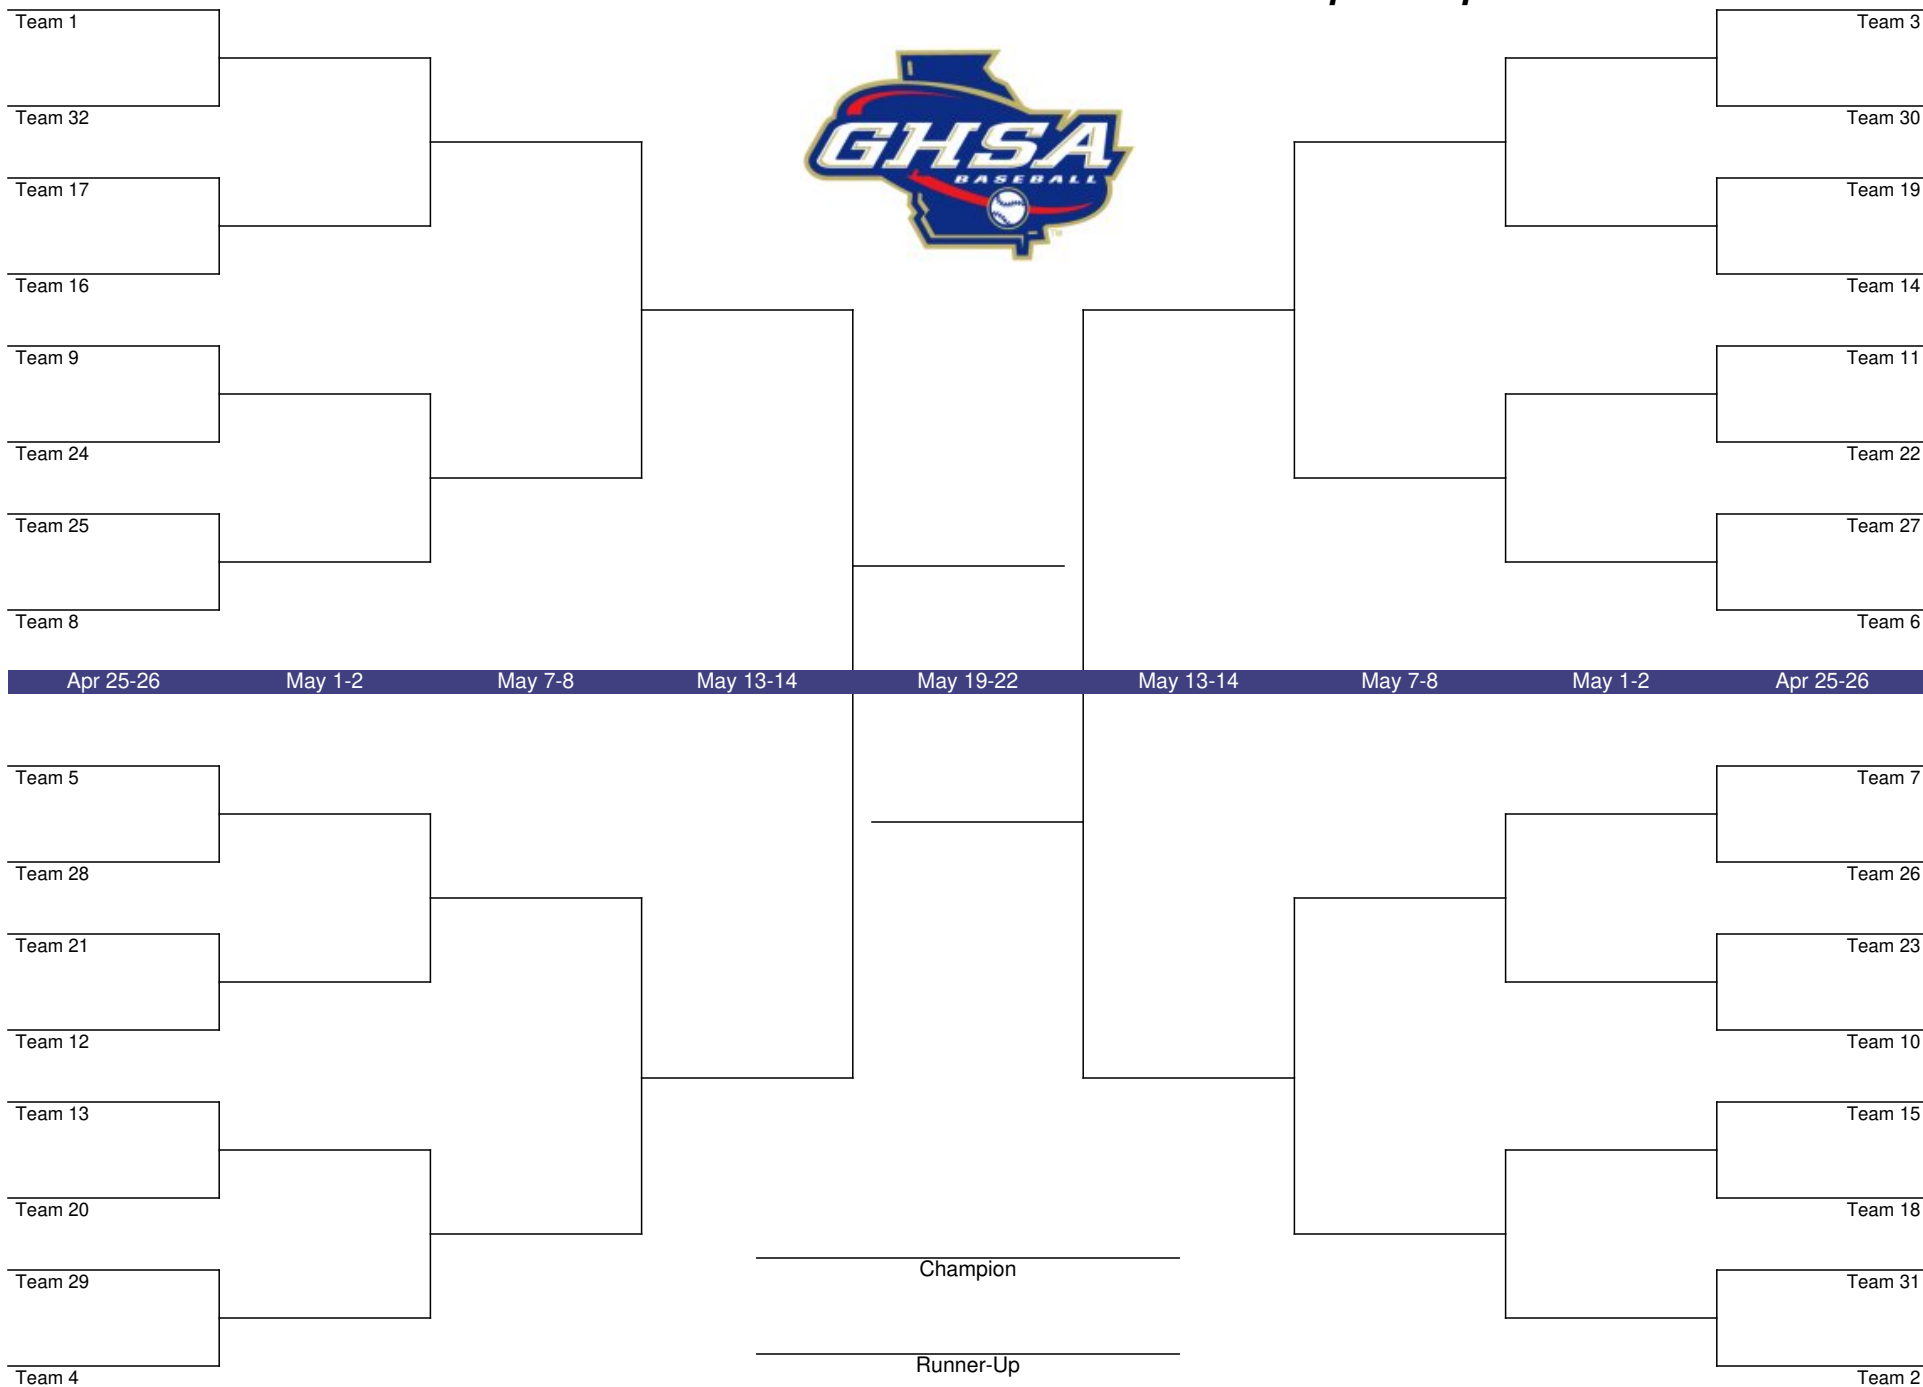 Team 1
Team 3
Team 32
Team 30
GHSA
BASEBALL
TM
Team 17
Team 19
Team 16
Team 14
Team 9
Team 11
Team 24
Team 22
Team 25
Team 27
Team 8
Team 6
Apr 25-26 May 1-2 May 7-8 May 13-14 May 19-22 May 13-14 May 7-8 May 1-2 Apr 25-26
Team 5
Team 7
Team 28
Team 26
Team 21
Team 23
Team 12
Team 10
Team 13
Team 15
Team 20
Team 18
Champion
Team 29
Team 31
Runner-Up
Team 4
Team 2